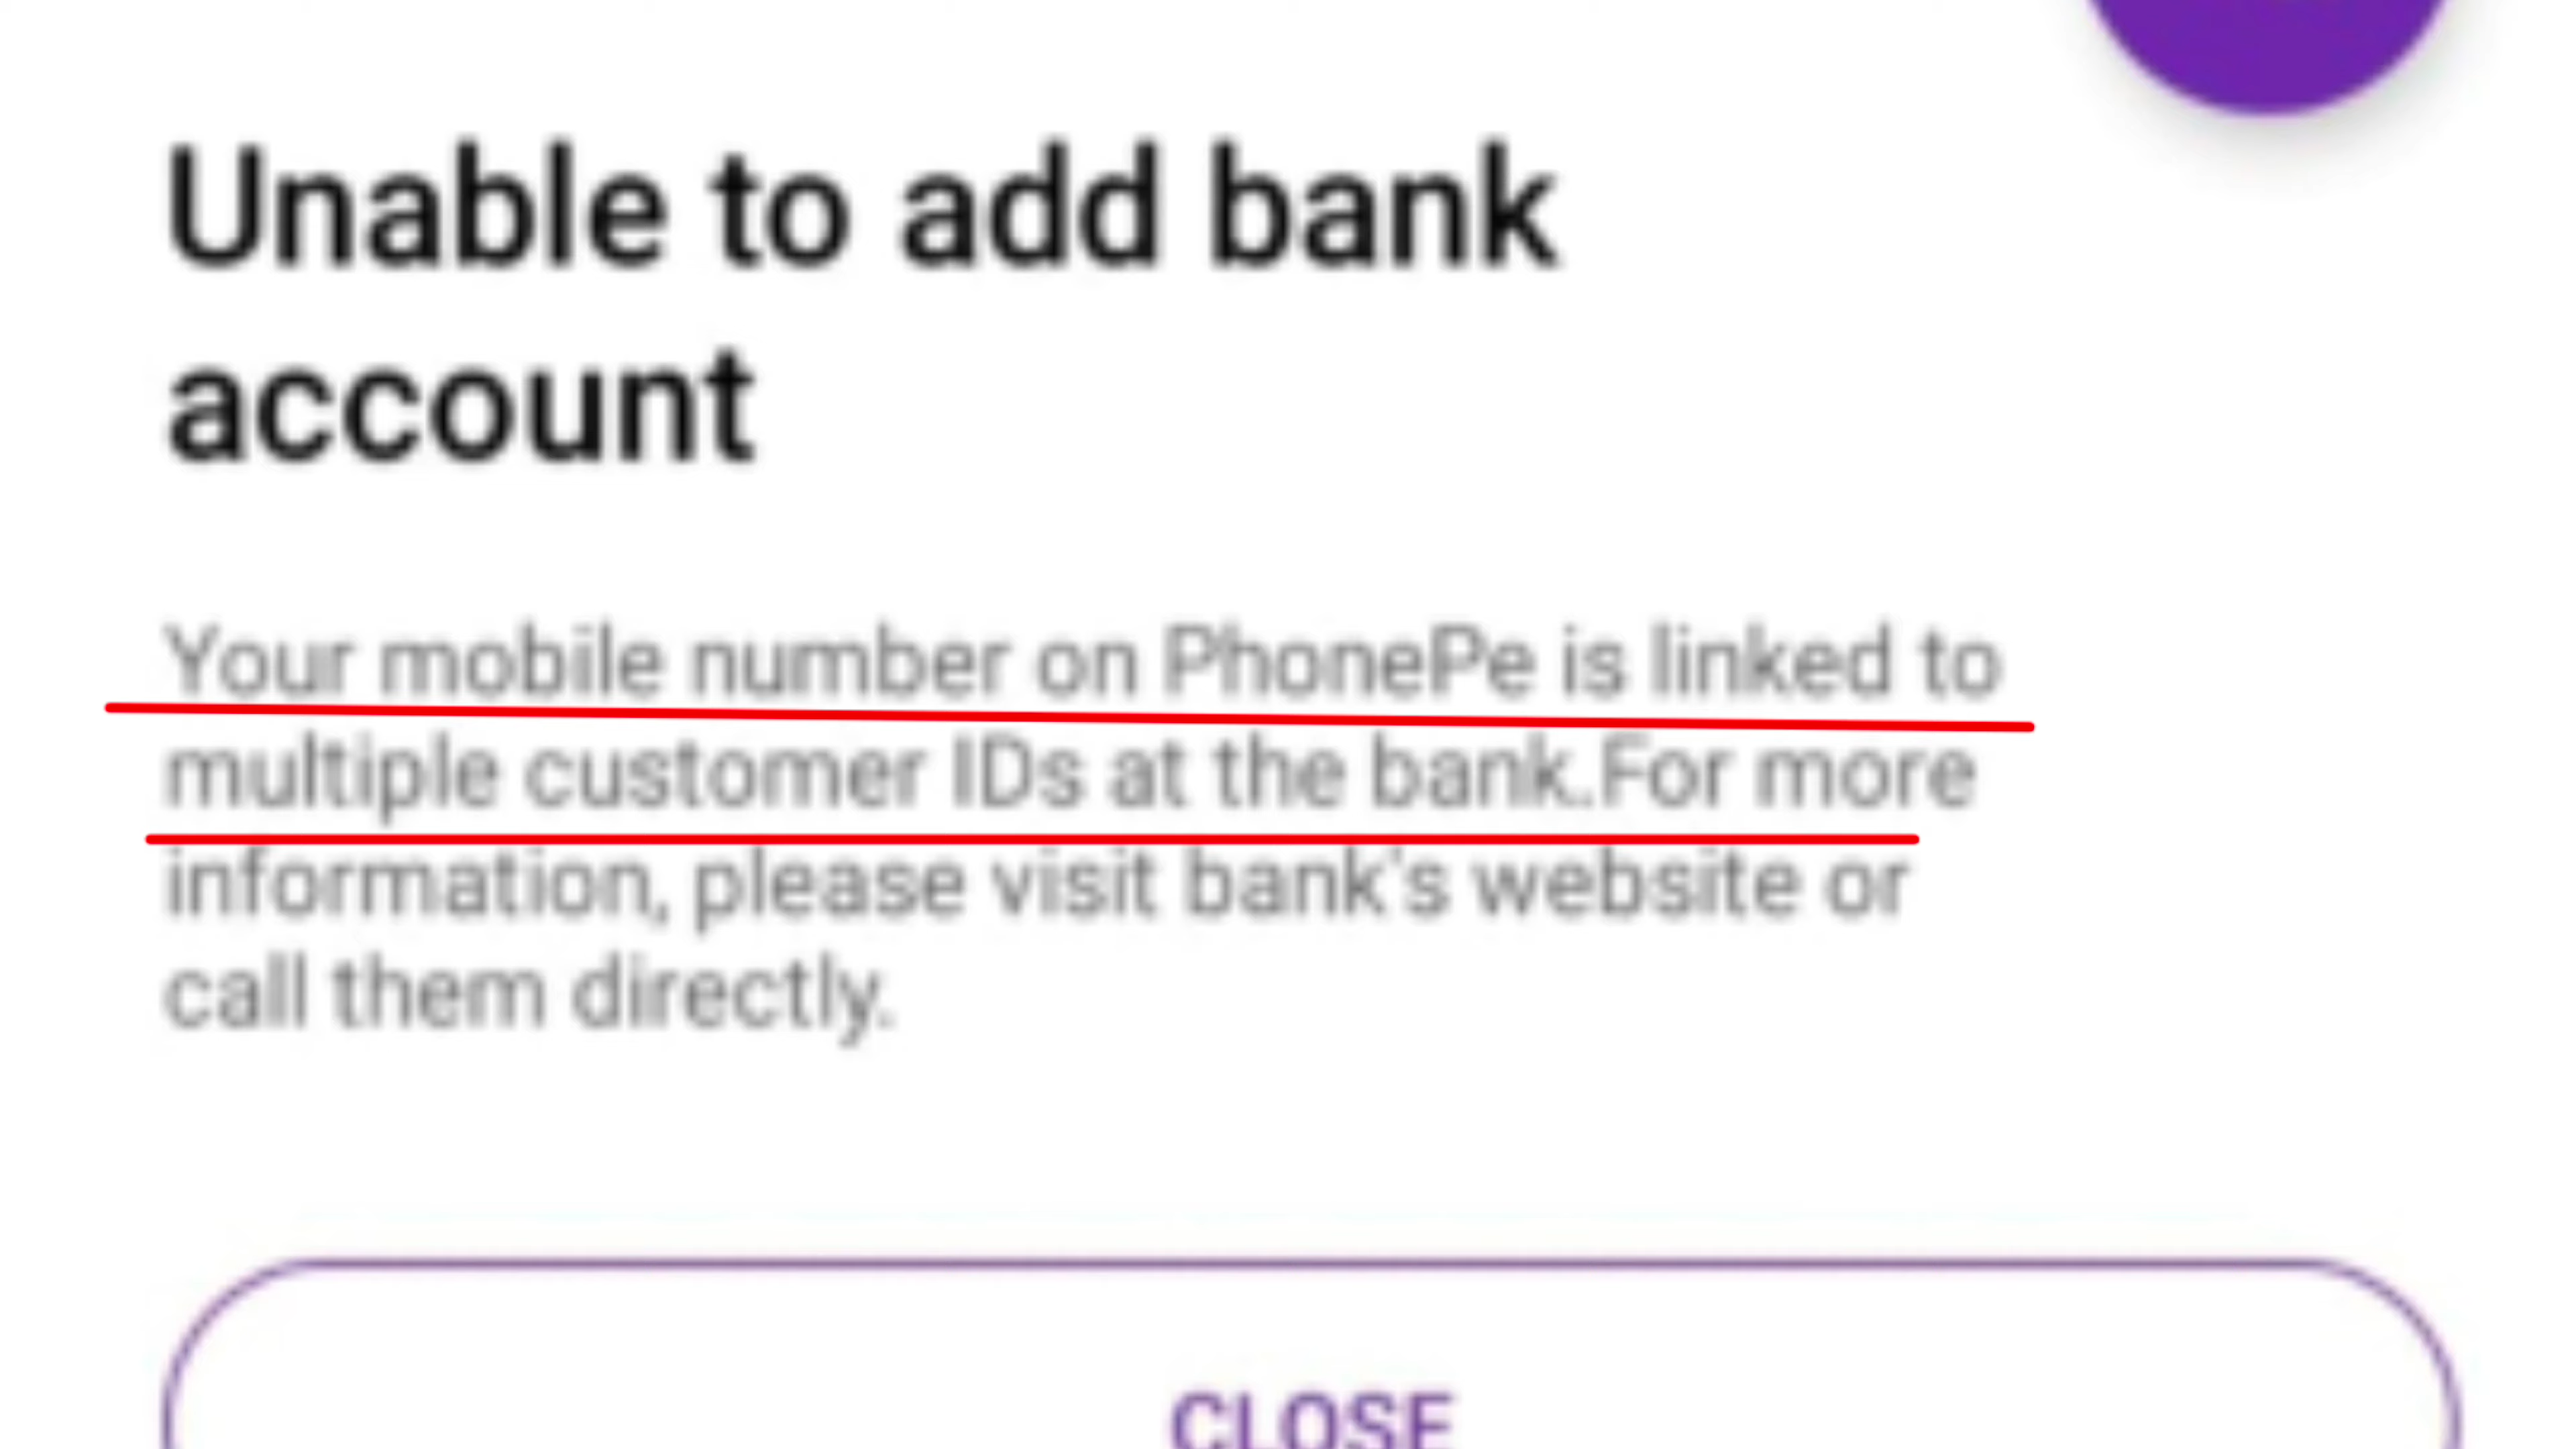 Unable to add bank
account
Your mobile number on PhonePe is linked to
multiple customer IDs at the bank.For more
information, please visit bank's website or
call them directly.
CLOSE